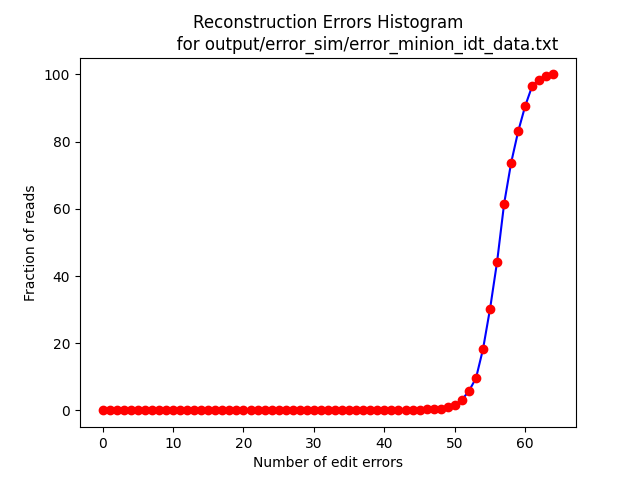 Reconstruction Errors Histogram
for output/error_sim/error_minion_idt_data.txt
100
80
60
40
20
0
Fraction of reads
0 10 20 30 40 50 60
Number of edit errors